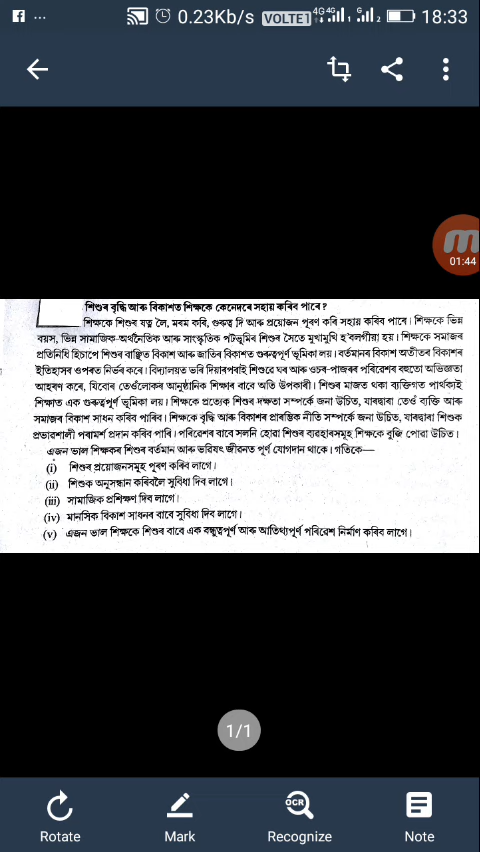 0.23Kb/s VOLTE1 4G 4G 1 G 2 18:33
01:44
শিশুৰ বৃদ্ধি আৰু বিকাশত শিক্ষকে কেনেদৰে সহায় কৰিব পাৰে?
শিক্ষকে শিশুৰ যত্ন লৈ, মৰম কৰি, গুৰুত্ব দি আৰু প্ৰয়োজন পূৰণ কৰি সহায় কৰিব পাৰে। শিক্ষকে ভিন্ন
বয়স, ভিন্ন সামাজিক-অৰ্থনৈতিক আৰু সাংস্কৃতিক পটভূমিৰ শিশুৰ সৈতে মুখামুখি হ'বলগীয়া হয়। শিক্ষকে সমাজৰ
প্ৰতিনিধি হিচাপে শিশুৰ বাঞ্ছিত বিকাশ আৰু জাতিৰ বিকাশত গুৰুত্বপূৰ্ণ ভূমিকা লয়। বৰ্তমানৰ বিকাশ অতীতৰ বিকাশৰ
ইতিহাসৰ ওপৰত নিৰ্ভৰ কৰে। বিদ্যালয়ত ভৰি দিয়াৰপৰাই শিশুৱে ঘৰ আৰু ওচৰ-পাজৰৰ পৰিৱেশৰ বহুতো অভিজ্ঞতা
আহৰণ কৰে, যিবোৰ তেওঁলোকৰ আনুষ্ঠানিক শিক্ষাৰ বাবে অতি উপকাৰী। শিশুৰ মাজত থকা ব্যক্তিগত পাৰ্থক্যই
শিক্ষাত এক গুৰুত্বপূৰ্ণ ভূমিকা লয়। শিক্ষকে প্ৰত্যেক শিশুৰ দক্ষতা সম্পৰ্কে জনা উচিত, যাৰদ্বাৰা তেওঁ ব্যক্তি আৰু
সমাজৰ বিকাশ সাধন কৰিব পাৰিব। শিক্ষকে বৃদ্ধি আৰু বিকাশৰ প্ৰাৰম্ভিক নীতি সম্পৰ্কে জনা উচিত, যাৰদ্বাৰা শিশুক
প্ৰভাৱশালী পৰামৰ্শ প্ৰদান কৰিব পাৰি। পৰিৱেশৰ বাবে সলনি হোৱা শিশুৰ ব্যৱহাৰসমূহ শিক্ষকে বুজি পোৱা উচিত।
এজন ভাল শিক্ষকৰ শিশুৰ বৰ্তমান আৰু ভৱিষ্যৎ জীৱনত পূৰ্ণ যোগদান থাকে। গতিকে—
(i) শিশুৰ প্ৰয়োজনসমূহ পূৰণ কৰিব লাগে।
(ii) শিশুক অনুসন্ধান কৰিবলৈ সুবিধা দিব লাগে।
(iii) সামাজিক প্ৰশিক্ষণ দিব লাগে।
(iv) মানসিক বিকাশ সাধনৰ বাবে সুবিধা দিব লাগে।
(v) এজন ভাল শিক্ষকে শিশুৰ বাবে এক বন্ধুত্বপূৰ্ণ আৰু আতিথ্যপূৰ্ণ পৰিৱেশ নিৰ্মাণ কৰিব লাগে।
1/1
OCR
Rotate Mark Recognize Note